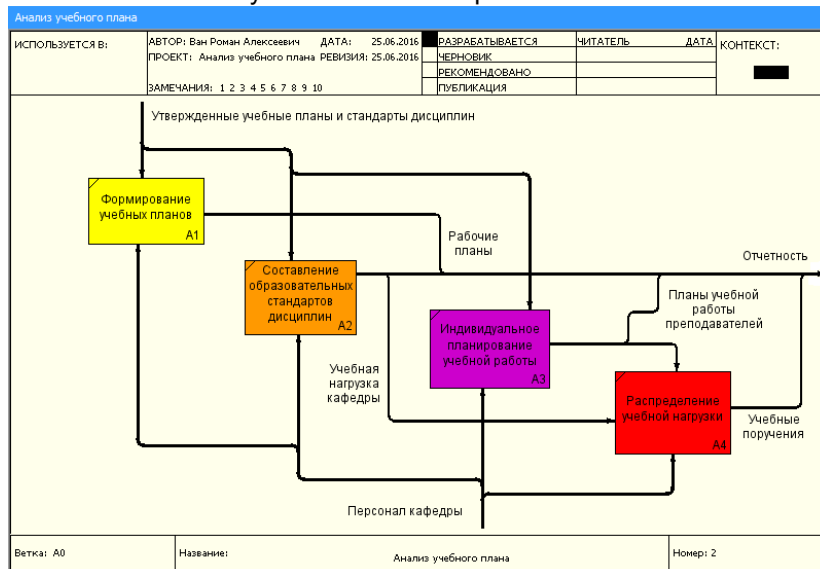 Анализ учебного плана
ИСПОЛЬЗУЕТСЯ В:
АВТОР: Ван Роман Алексеевич ДАТА: 25.06.2016
ПРОЕКТ: Анализ учебного плана РЕВИЗИЯ: 25.06.2016
ЗАМЕЧАНИЯ: 1 2 3 4 5 6 7 8 9 10
РАЗРАБАТЫВАЕТСЯ
ЧЕРНОВИК
РЕКОМЕНДОВАНО
ПУБЛИКАЦИЯ
ЧИТАТЕЛЬ ДАТА
КОНТЕКСТ:
Утвержденные учебные планы и стандарты дисциплин
Формирование
учебных планов
A1
Рабочие
планы
Отчетность
Составление
образовательных
стандартов
дисциплин
A2
Планы учебной
работы
преподавателей
Индивидуальное
планирование
учебной работы
A3
Учебная
нагрузка
кафедры
Распределение
учебной нагрузки
A4
Учебные
поручения
Персонал кафедры
Ветка: A0
Название:
Анализ учебного плана
Номер: 2